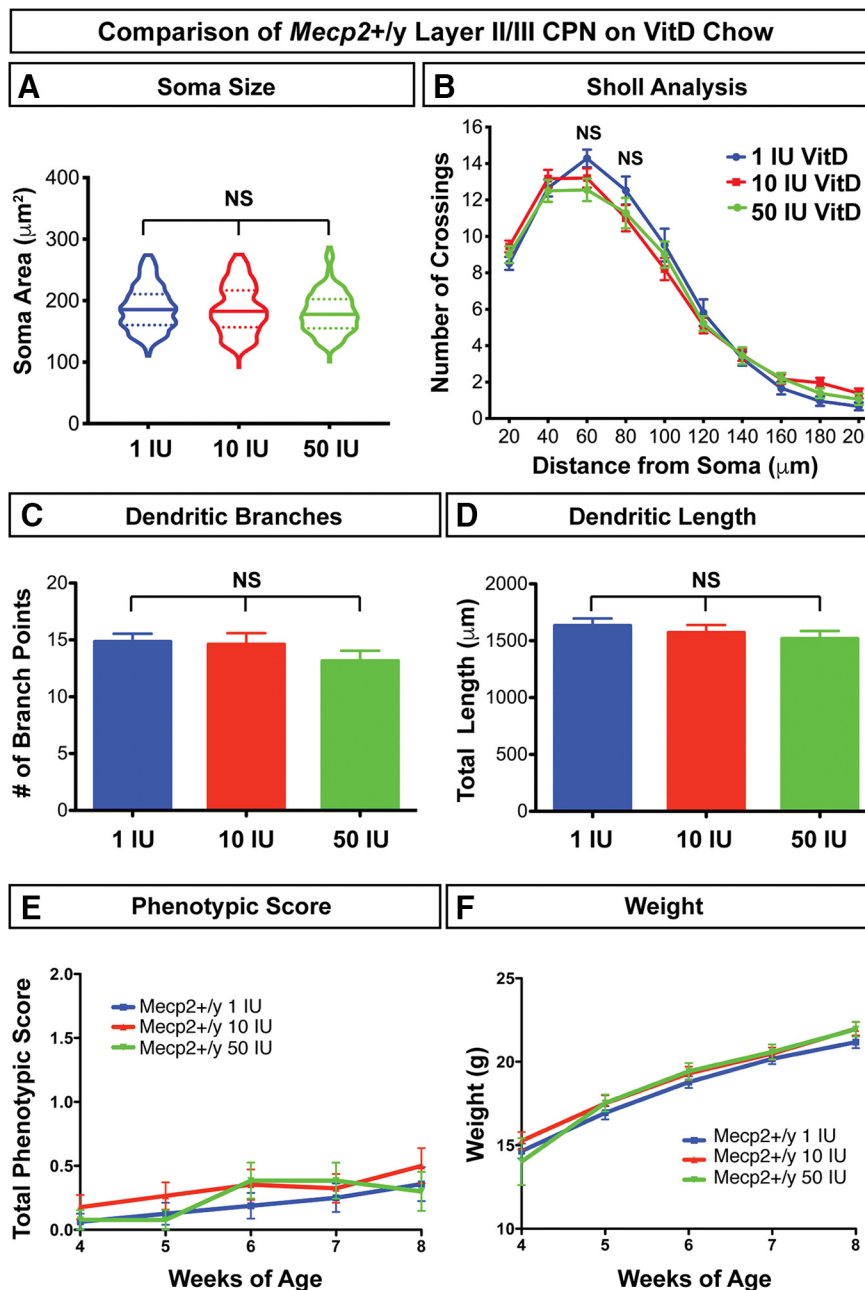 Comparison of Mecp2+/y Layer II/III CPN on VitD Chow
A
Soma Size
Soma Area (μm²)
400
300
200
100
0
NS
1 IU
10 IU
50 IU
B
Sholl Analysis
Number of Crossings
16
14
12
10
8
6
4
2
0
NS
NS
1 IU VitD
10 IU VitD
50 IU VitD
20
40
60
80
100
120
140
160
180
20
Distance from Soma (μm)
C
Dendritic Branches
# of Branch Points
20
15
10
5
0
NS
1 IU
10 IU
50 IU
D
Dendritic Length
Total Length (μm)
2000
1500
1000
500
0
NS
1 IU
10 IU
50 IU
E
Phenotypic Score
Total Phenotypic Score
2.0
1.5
1.0
0.5
0.0
Mecp2+/y 1 IU
Mecp2+/y 10 IU
Mecp2+/y 50 IU
4
5
6
7
8
Weeks of Age
F
Weight
Weight (g)
25
20
15
10
Mecp2+/y 1 IU
Mecp2+/y 10 IU
Mecp2+/y 50 IU
4
5
6
7
8
Weeks of Age